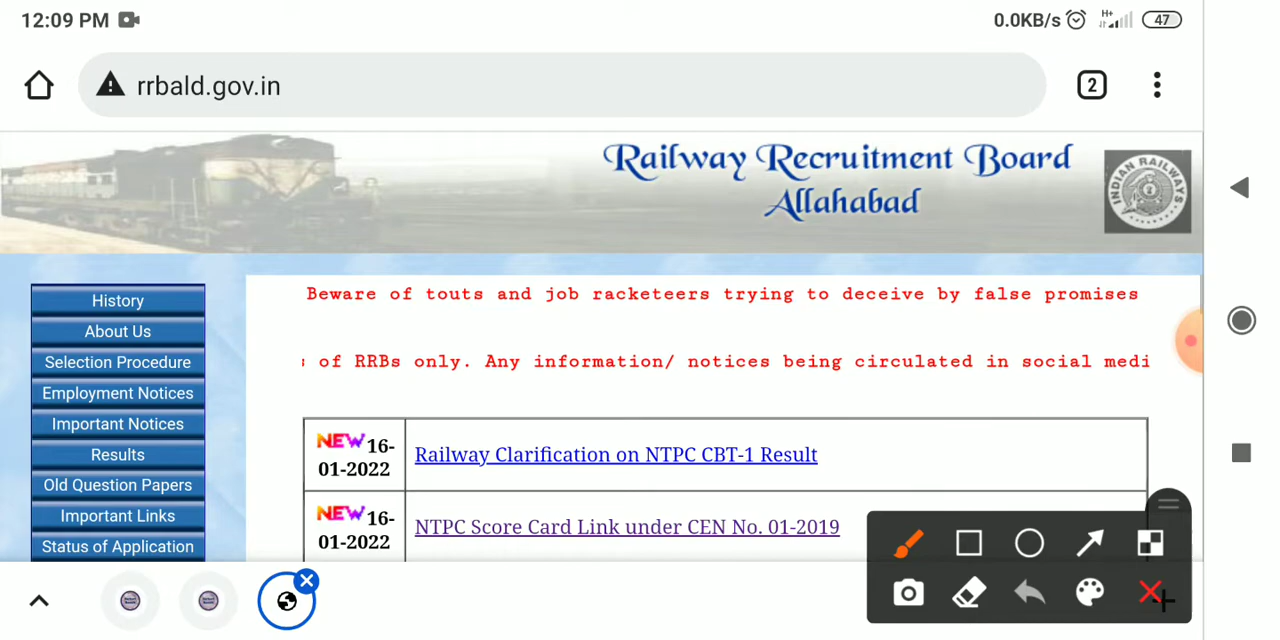 12:09 PM
0.0KB/s H+ 47
rrbald.gov.in
2
Railway Recruitment Board
Allahabad
INDIAN RAILWAYS
Beware of touts and job racketeers trying to deceive by false promises
of RRBs only. Any information/ notices being circulated in social medi
History
About Us
Selection Procedure
Employment Notices
Important Notices
Results
Old Question Papers
Important Links
Status of Application
NEW 16-
01-2022
Railway Clarification on NTPC CBT-1 Result
NEW 16-
01-2022
NTPC Score Card Link under CEN No. 01-2019